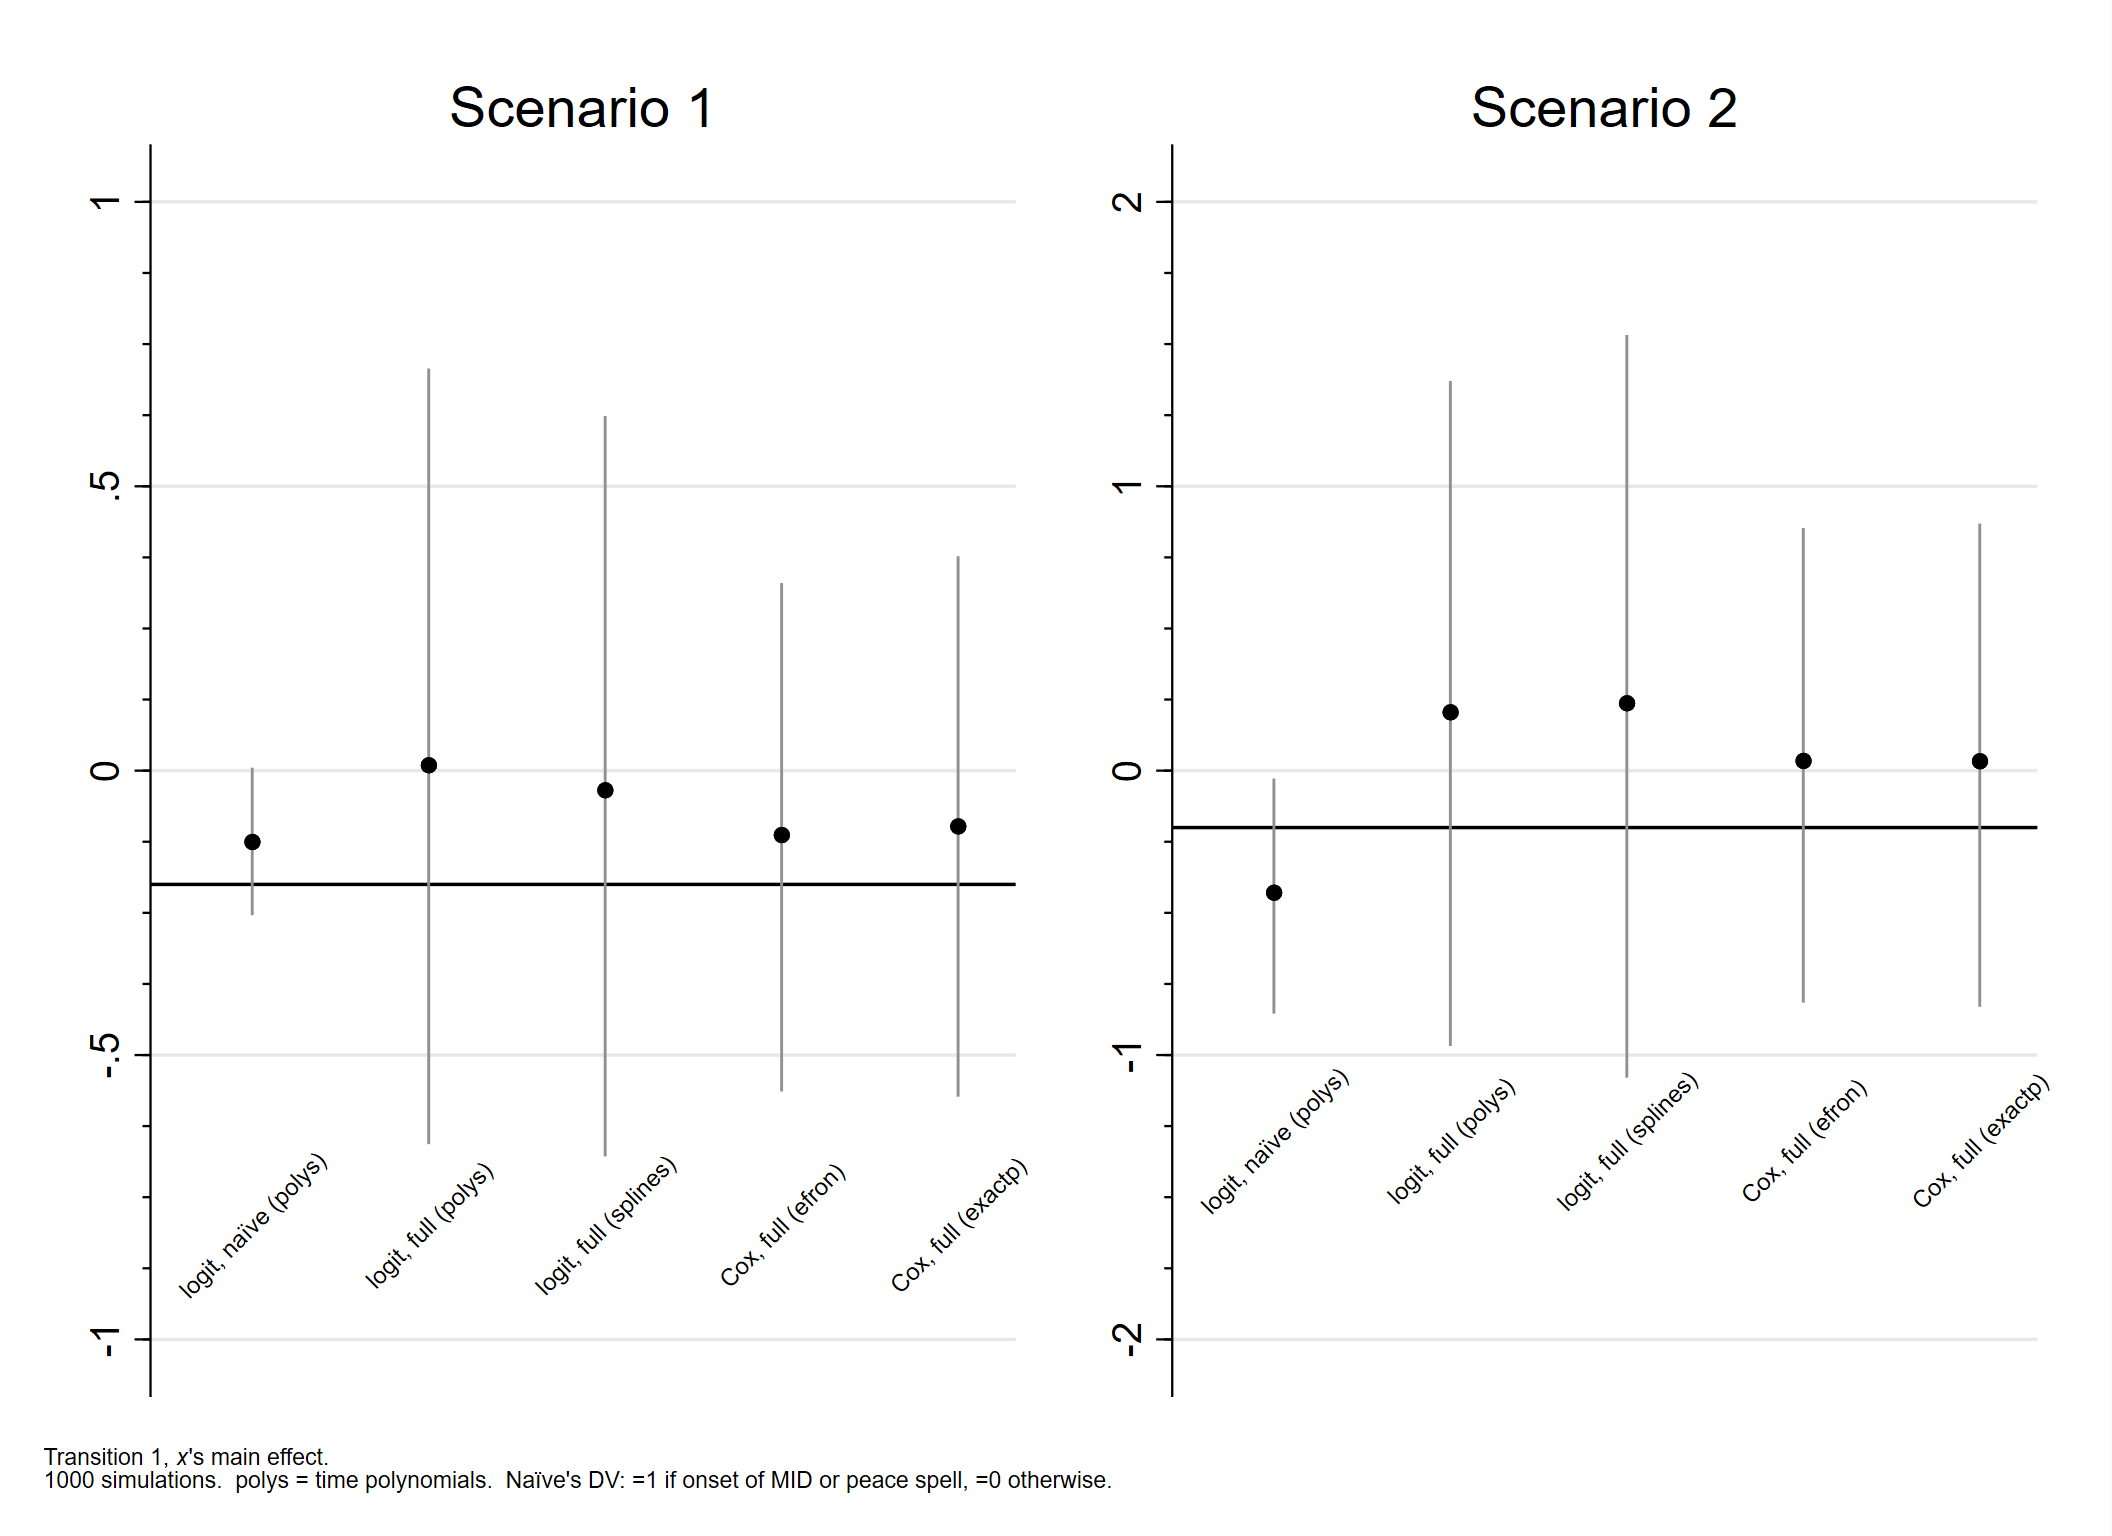 Scenario 1
1
.5
0
-.5
-1
logit, naïve (polys)
logit, full (polys)
logit, full (splines)
Cox, full (efron)
Cox, full (exactp)
Scenario 2
2
1
0
-1
-2
logit, naïve (polys)
logit, full (polys)
logit, full (splines)
Cox, full (efron)
Cox, full (exactp)
Transition 1, x's main effect.
1000 simulations.  polys = time polynomials.  Naïve's DV: =1 if onset of MID or peace spell, =0 otherwise.